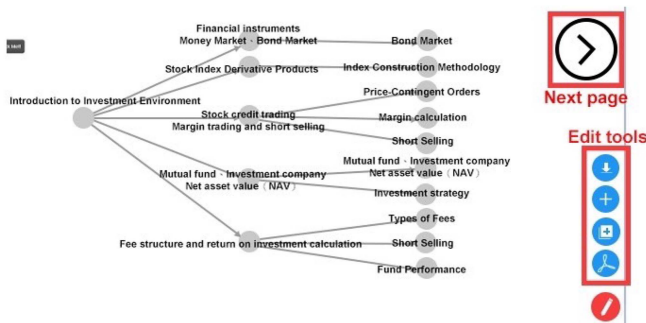 Financial instruments
Money Market · Bond Market
Bond Market
Stock Index Derivative Products
Index Construction Methodology
Introduction to Investment Environment
Price-Contingent Orders
Stock credit trading
Margin trading and short selling
Margin calculation
Short Selling
Mutual fund · Investment company
Net asset value（NAV）
Mutual fund · Investment company
Net asset value（NAV）
Investment strategy
Fee structure and return on investment calculation
Types of Fees
Short Selling
Fund Performance
Next page
Edit tools